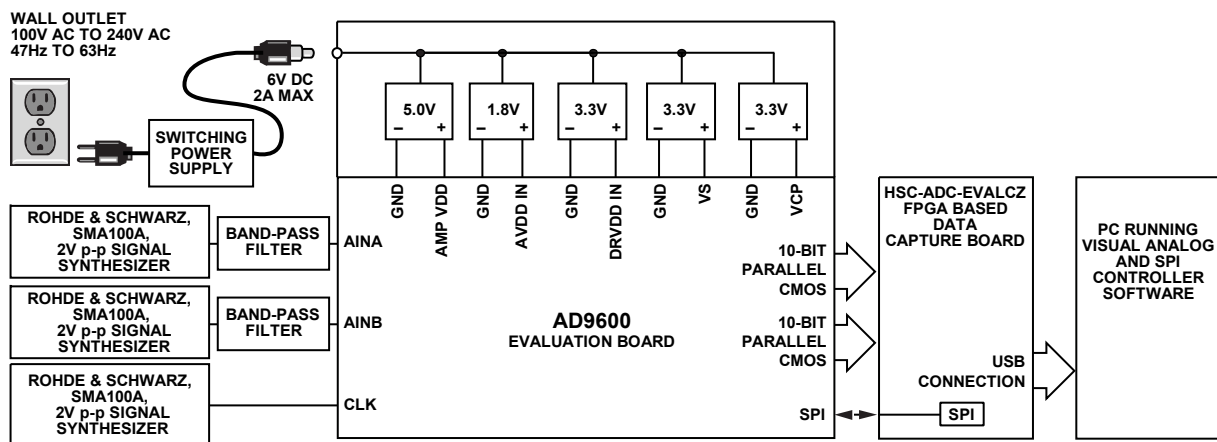 WALL OUTLET
100V AC TO 240V AC
47Hz TO 63Hz
6V DC
2A MAX
SWITCHING
POWER
SUPPLY
5.0V
– +
1.8V
– +
3.3V
– +
3.3V
– +
3.3V
– +
GND
AMP VDD
GND
AVDD IN
GND
DRVDD IN
GND
VS
GND
VCP
ROHDE & SCHWARZ,
SMA100A,
2V p-p SIGNAL
SYNTHESIZER
BAND-PASS
FILTER
AINA
ROHDE & SCHWARZ,
SMA100A,
2V p-p SIGNAL
SYNTHESIZER
BAND-PASS
FILTER
AINB
ROHDE & SCHWARZ,
SMA100A,
2V p-p SIGNAL
SYNTHESIZER
CLK
AD9600
EVALUATION BOARD
10-BIT
PARALLEL
CMOS
10-BIT
PARALLEL
CMOS
SPI
HSC-ADC-EVALCZ
FPGA BASED
DATA
CAPTURE BOARD
USB
CONNECTION
SPI
PC RUNNING
VISUAL ANALOG
AND SPI
CONTROLLER
SOFTWARE